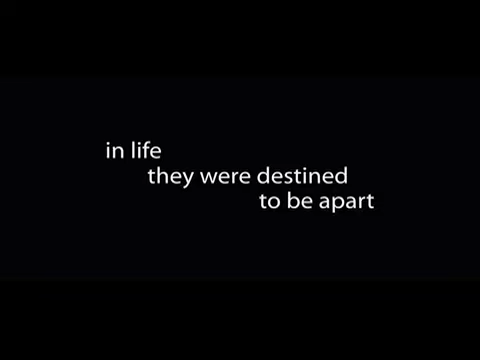 in life
they were destined
to be apart